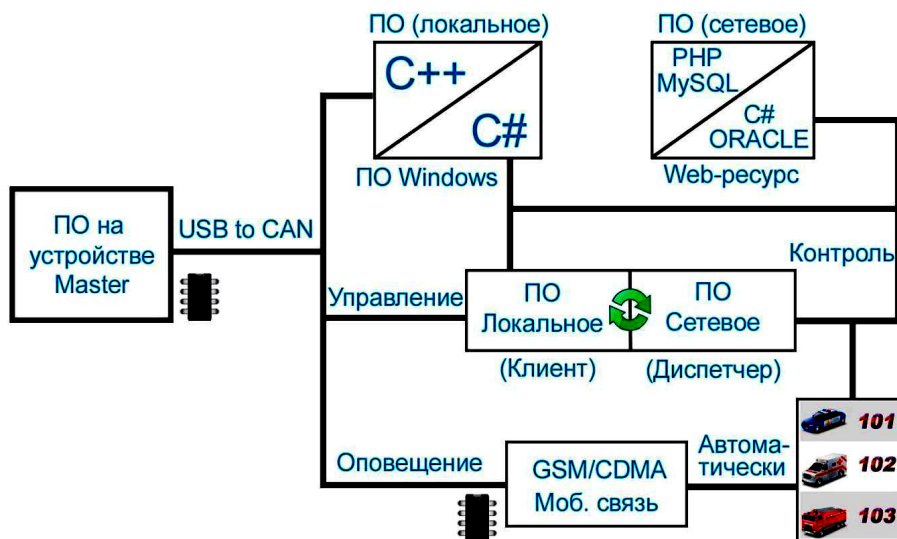 ПО (локальное)
C++
C#
ПО Windows
ПО (сетевое)
PHP
MySQL
C#
ORACLE
Web-ресурс
ПО на
устройстве
Master
USB to CAN
Контроль
Управление
ПО
Локальное
ПО
Сетевое
(Клиент)
(Диспетчер)
Оповещение
GSM/CDMA
Моб. связь
Автома-
тически
101
102
103